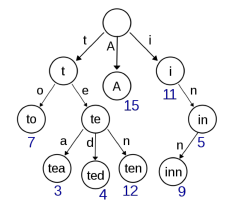 t A i
t A i
15 11
o e n
to te in
7 5
a d n n
tea ted ten inn
3 4 12 9